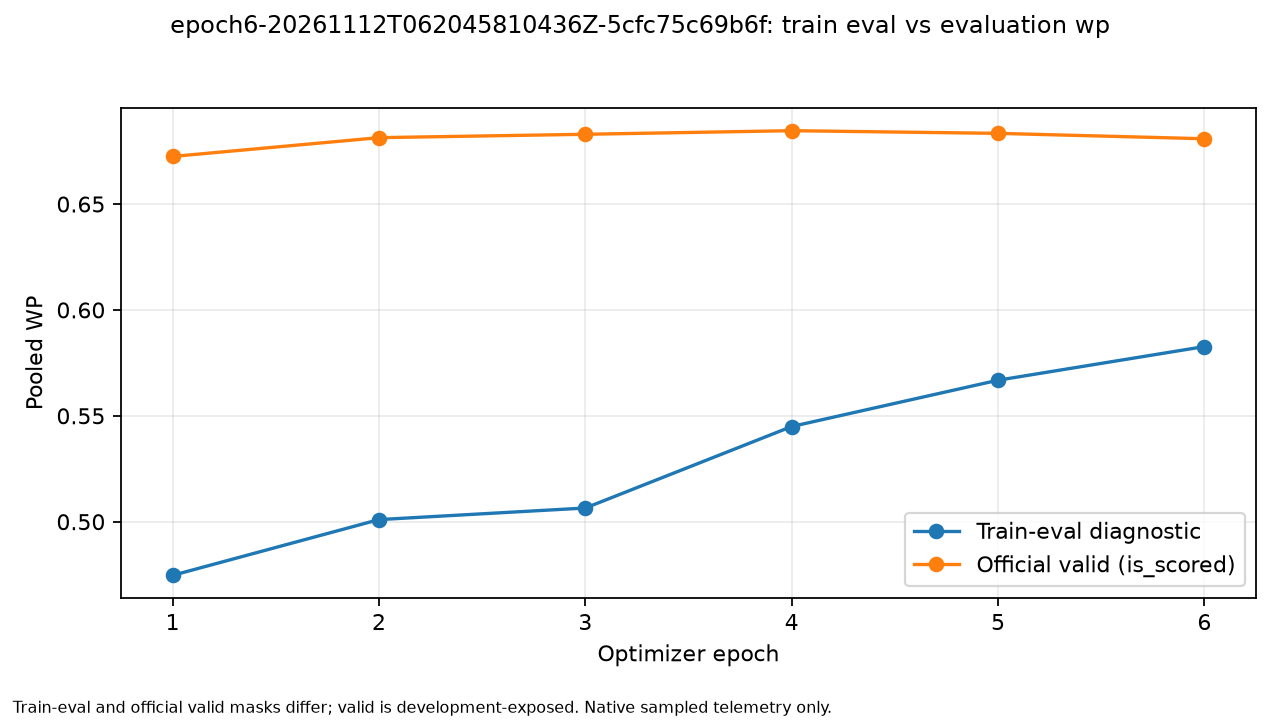 epoch6-20261112T062045810436Z-5cfc75c69b6f: train eval vs evaluation wp
Pooled WP
0.65
0.60
0.55
0.50
Train-eval diagnostic
Official valid (is_scored)
1 2 3 4 5 6
Optimizer epoch
Train-eval and official valid masks differ; valid is development-exposed. Native sampled telemetry only.